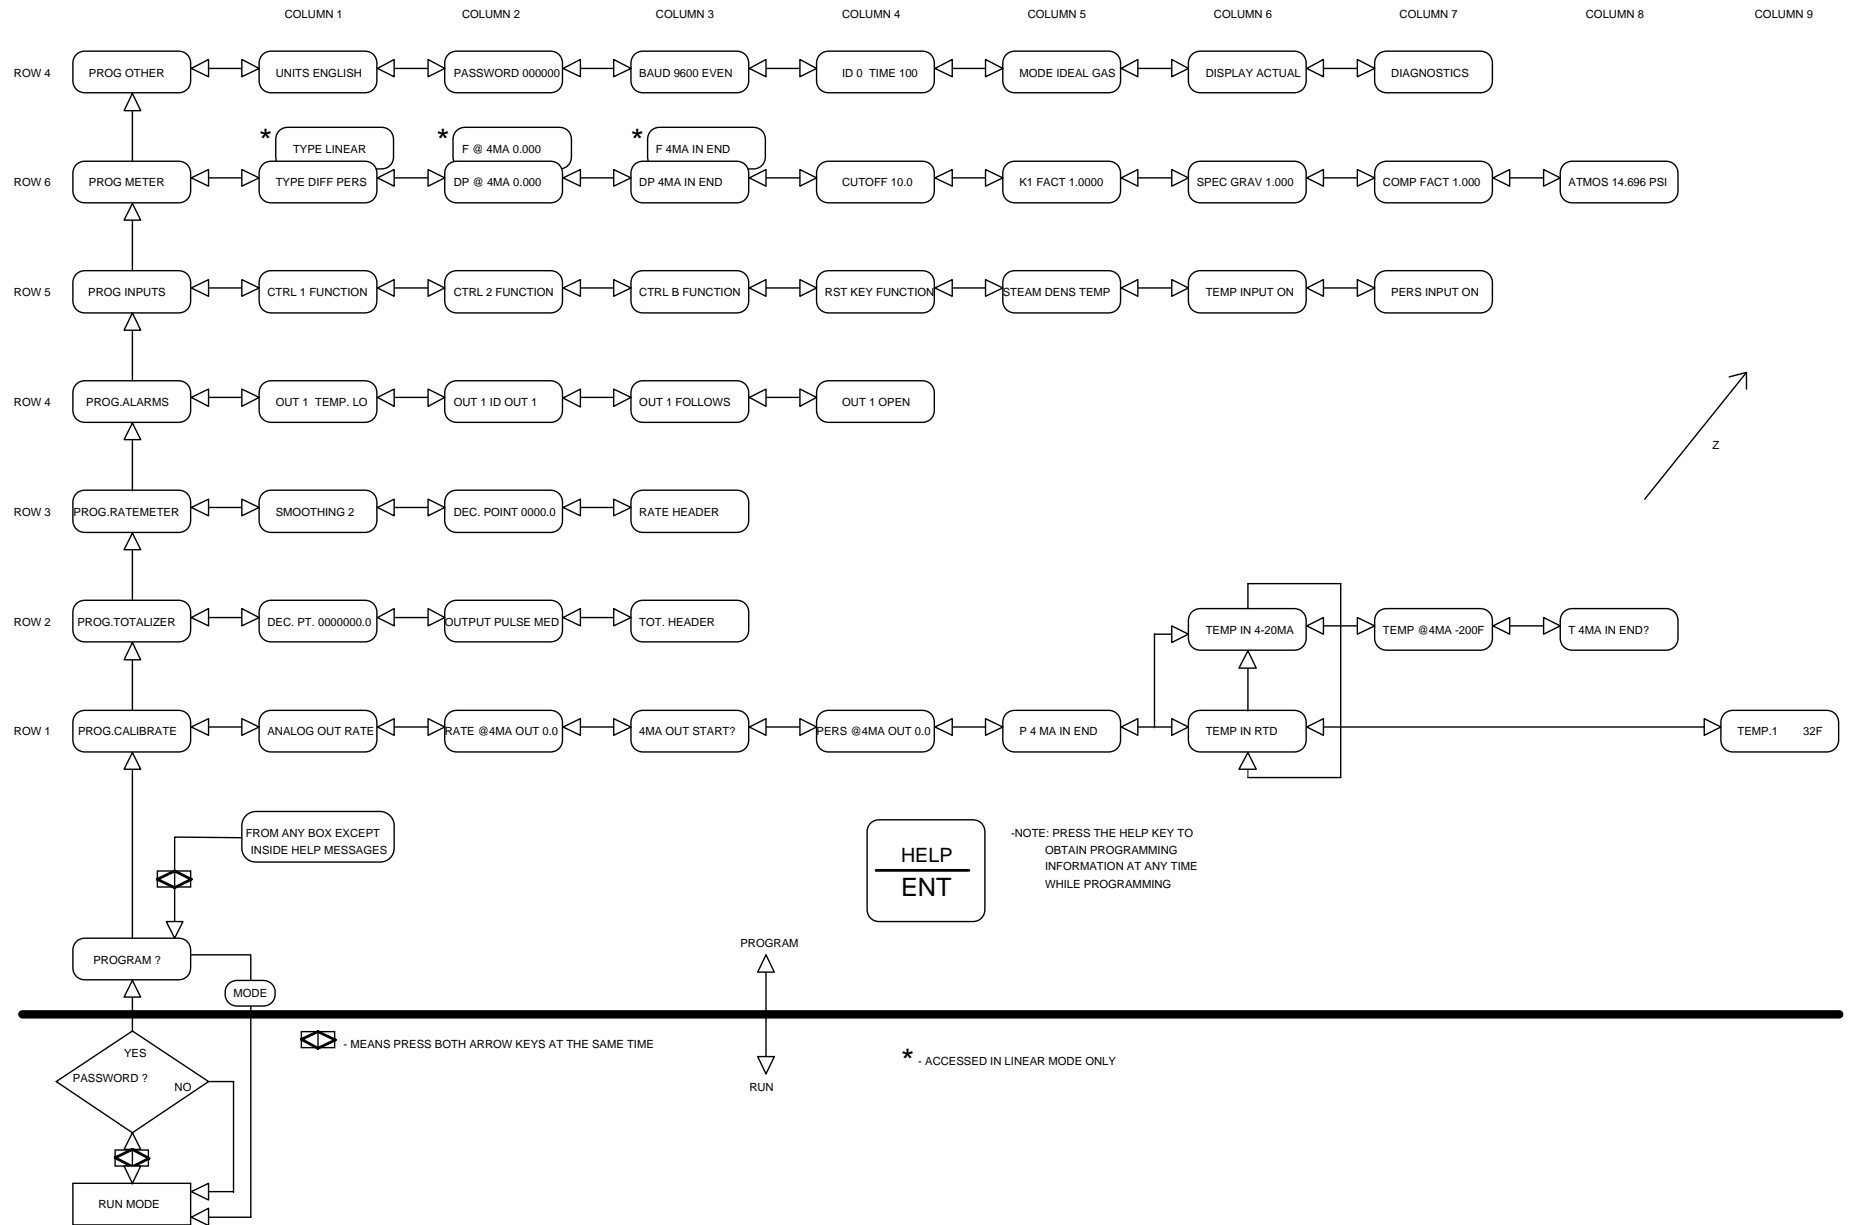 COLUMN 1 COLUMN 2 COLUMN 3 COLUMN 4 COLUMN 5 COLUMN 6 COLUMN 7 COLUMN 8 COLUMN 9
ROW 4 PROG OTHER UNITS ENGLISH PASSWORD 000000 BAUD 9600 EVEN ID 0 TIME 100 MODE IDEAL GAS DISPLAY ACTUAL DIAGNOSTICS
* TYPE LINEAR * F @ 4MA 0.000 * F 4MA IN END
ROW 6 PROG METER TYPE DIFF PERS DP @ 4MA 0.000 DP 4MA IN END CUTOFF 10.0 K1 FACT 1.0000 SPEC GRAV 1.000 COMP FACT 1.000 ATMOS 14.696 PSI
ROW 5 PROG INPUTS CTRL 1 FUNCTION CTRL 2 FUNCTION CTRL B FUNCTION RST KEY FUNCTION STEAM DENS TEMP TEMP INPUT ON PERS INPUT ON
ROW 4 PROG.ALARMS OUT 1 TEMP. LO OUT 1 ID OUT 1 OUT 1 FOLLOWS OUT 1 OPEN
Z
ROW 3 PROG.RATEMETER SMOOTHING 2 DEC. POINT 0000.0 RATE HEADER
ROW 2 PROG.TOTALIZER DEC. PT. 0000000.0 OUTPUT PULSE MED TOT. HEADER TEMP IN 4-20MA TEMP @4MA -200F T 4MA IN END?
ROW 1 PROG.CALIBRATE ANALOG OUT RATE RATE @4MA OUT 0.0 4MA OUT START? PERS @4MA OUT 0.0 P 4 MA IN END TEMP IN RTD TEMP.1 32F
FROM ANY BOX EXCEPT
INSIDE HELP MESSAGES
HELP
ENT
-NOTE: PRESS THE HELP KEY TO
OBTAIN PROGRAMMING
INFORMATION AT ANY TIME
WHILE PROGRAMMING
PROGRAM ?
MODE
PROGRAM
RUN
- MEANS PRESS BOTH ARROW KEYS AT THE SAME TIME
* - ACCESSED IN LINEAR MODE ONLY
YES
PASSWORD ?
NO
RUN MODE